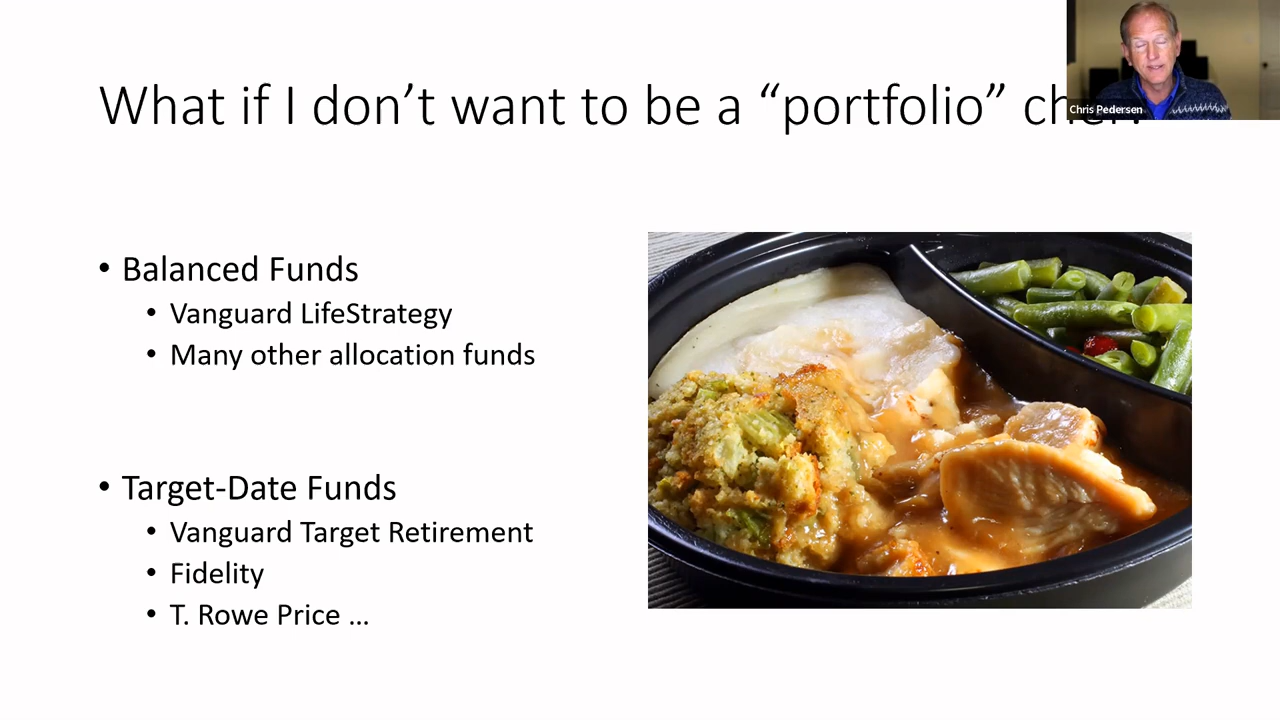 What if I don’t want to be a “portfolio”
Chris Pedersen
• Balanced Funds
• Vanguard LifeStrategy
• Many other allocation funds
• Target-Date Funds
• Vanguard Target Retirement
• Fidelity
• T. Rowe Price ...